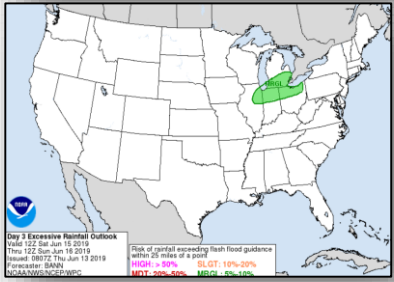 MRGL
noaa
Day 3 Excessive Rainfall Outlook
Valid 12Z Sat Jun 15 2019
Thru 12Z Sun Jun 16 2019
Issued: 0807Z Thu Jun 13 2019
Forecaster: BANN
NOAA/NWS/NCEP/WPC
Risk of rainfall exceeding flash flood guidance
within 25 miles of a point
HIGH: > 50% SLGT: 10%-20%
MDT: 20%-50% MRGL: 5%-10%